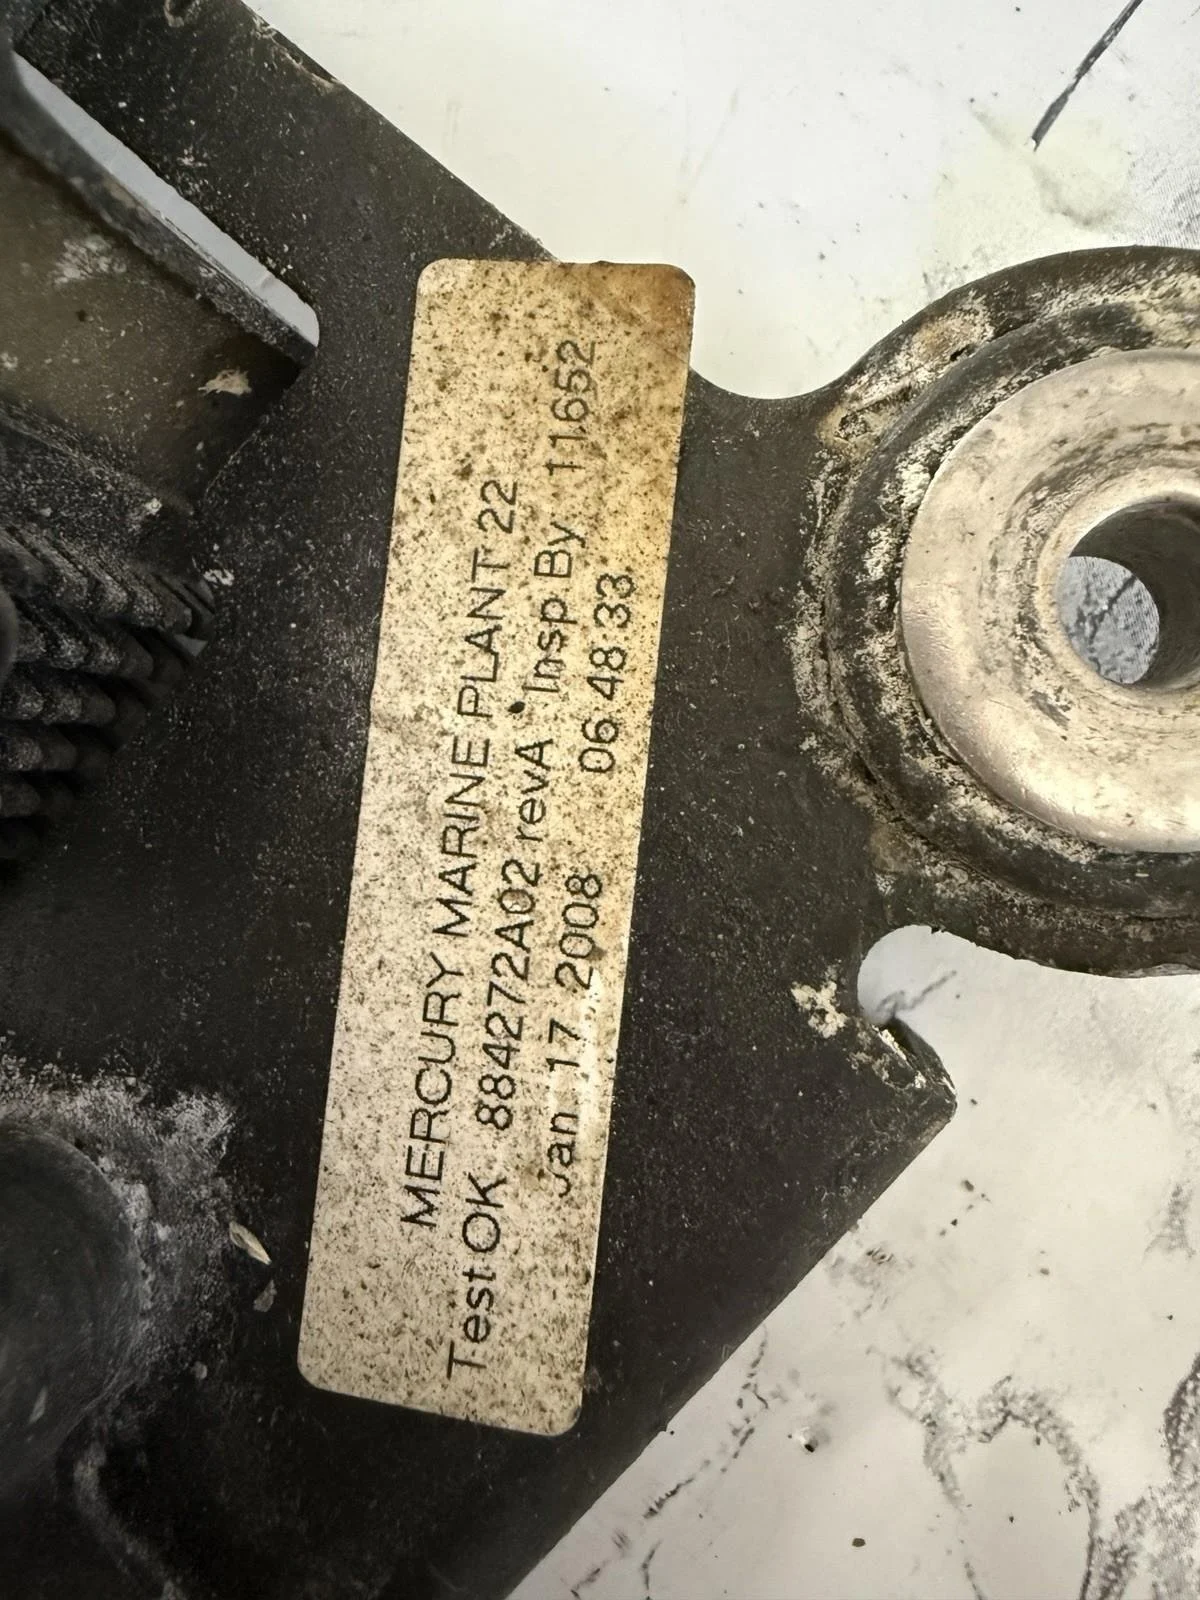 MERCURY MARINE PLANT 22
Test OK 884272A02 revA Insp By 11652
Jan 17 2008 06:48:33